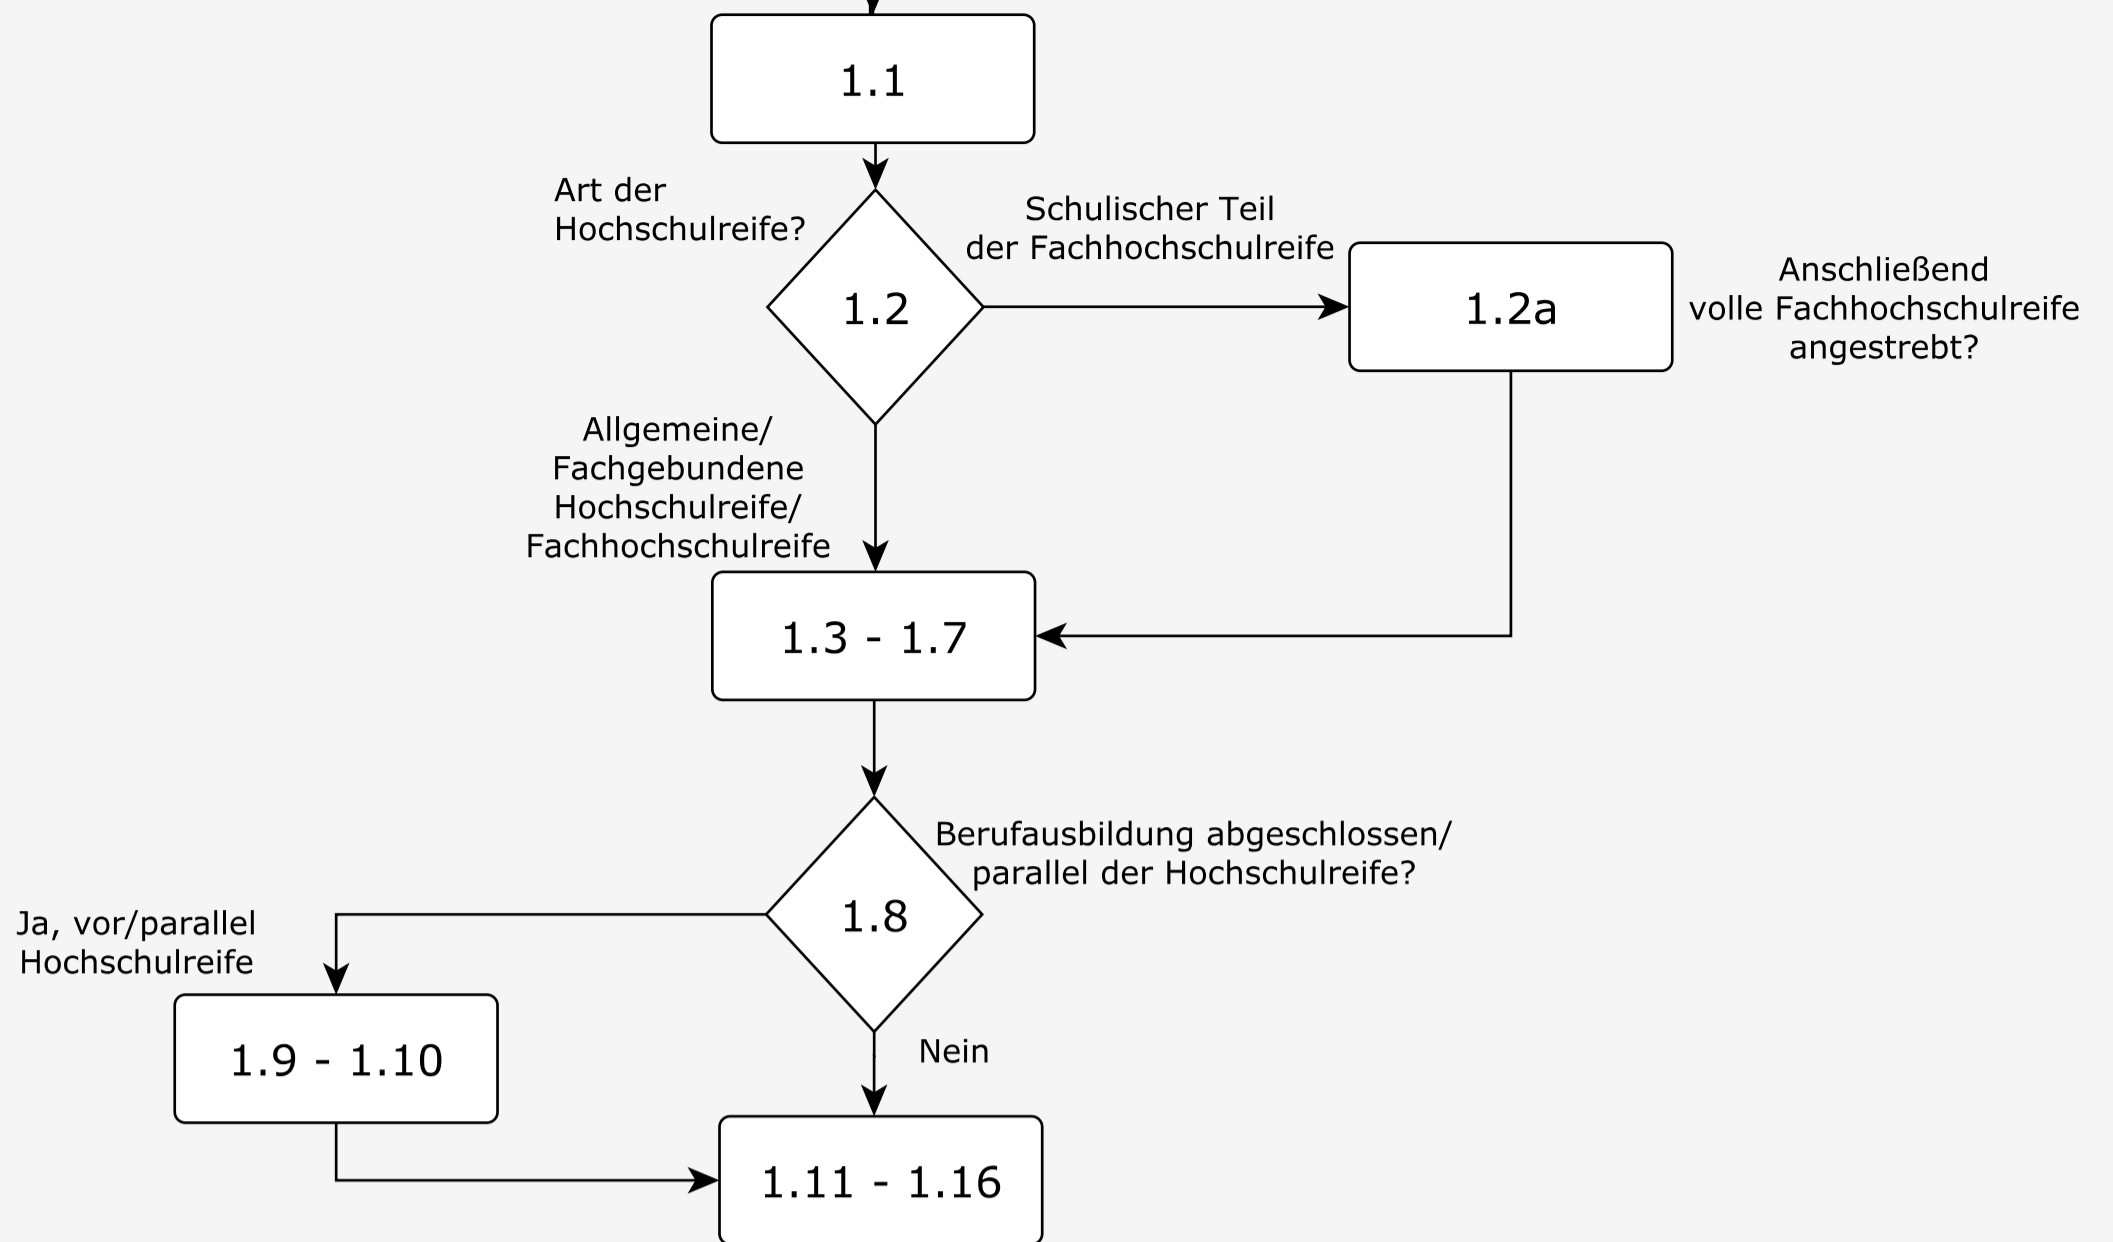 1.1
Art der
Hochschulreife?
Schulischer Teil
der Fachhochschulreife
1.2
1.2a
Anschließend
volle Fachhochschulreife
angestrebt?
Allgemeine/
Fachgebundene
Hochschulreife/
Fachhochschulreife
1.3 - 1.7
Berufausbildung abgeschlossen/
parallel der Hochschulreife?
1.8
Ja, vor/parallel
Hochschulreife
1.9 - 1.10
Nein
1.11 - 1.16